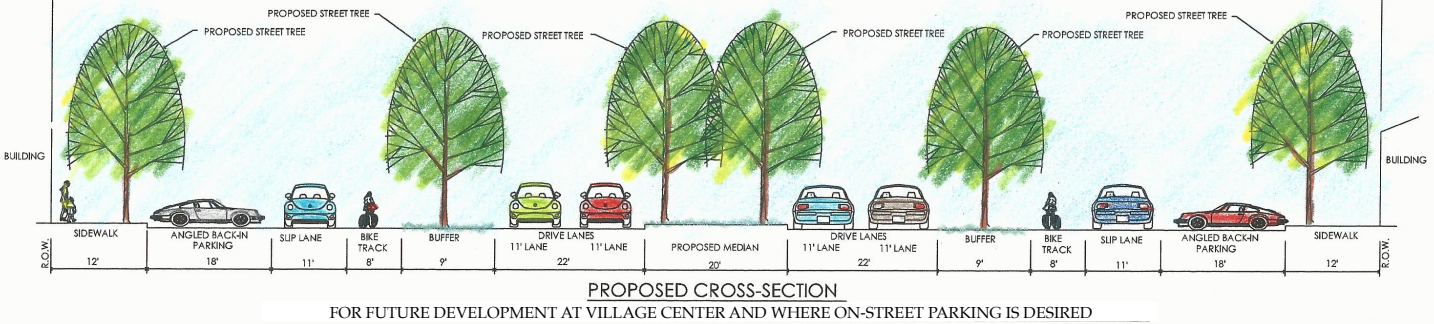 PROPOSED STREET TREE
PROPOSED STREET TREE
PROPOSED STREET TREE
PROPOSED STREET TREE
PROPOSED STREET TREE
PROPOSED STREET TREE
BUILDING
BUILDING
SIDEWALK
ANGLED BACK-IN
PARKING
SLIP LANE
BIKE
TRACK
BUFFER
DRIVE LANES
11' LANE 11' LANE
PROPOSED MEDIAN
DRIVE LANES
11' LANE 11' LANE
BUFFER
BIKE
TRACK
SLIP LANE
ANGLED BACK-IN
PARKING
SIDEWALK
R.O.W.
12' 18' 11' 8' 9' 22' 20' 22' 9' 8' 11' 18' 12'
R.O.W.
PROPOSED CROSS-SECTION
FOR FUTURE DEVELOPMENT AT VILLAGE CENTER AND WHERE ON-STREET PARKING IS DESIRED